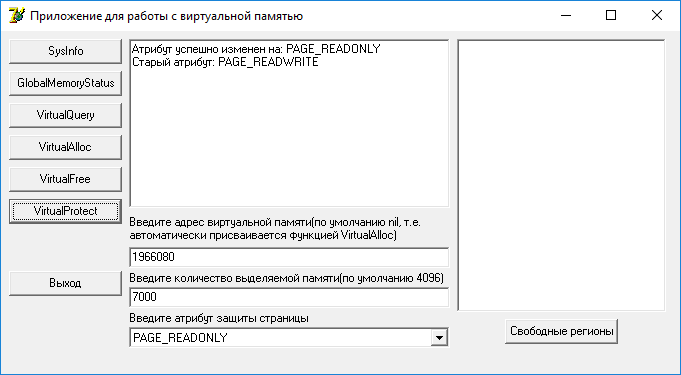 Приложение для работы с виртуальной памятью
SysInfo
GlobalMemoryStatus
VirtualQuery
VirtualAlloc
VirtualFree
VirtualProtect
Выход
Атрибут успешно изменен на: PAGE_READONLY
Старый атрибут: PAGE_READWRITE
Введите адрес виртуальной памяти(по умолчанию nil, т.е.
автоматически присваивается функцией VirtualAlloc)
1966080
Введите количество выделяемой памяти(по умолчанию 4096)
7000
Введите атрибут защиты страницы
PAGE_READONLY
Свободные регионы